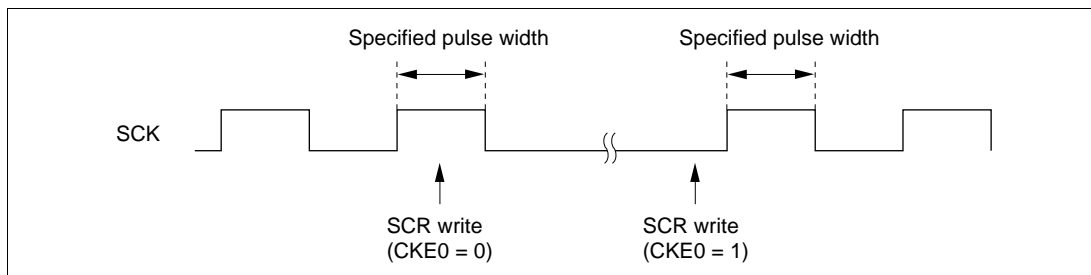 Specified pulse width
Specified pulse width
SCK
SCR write
(CKE0 = 0)
SCR write
(CKE0 = 1)